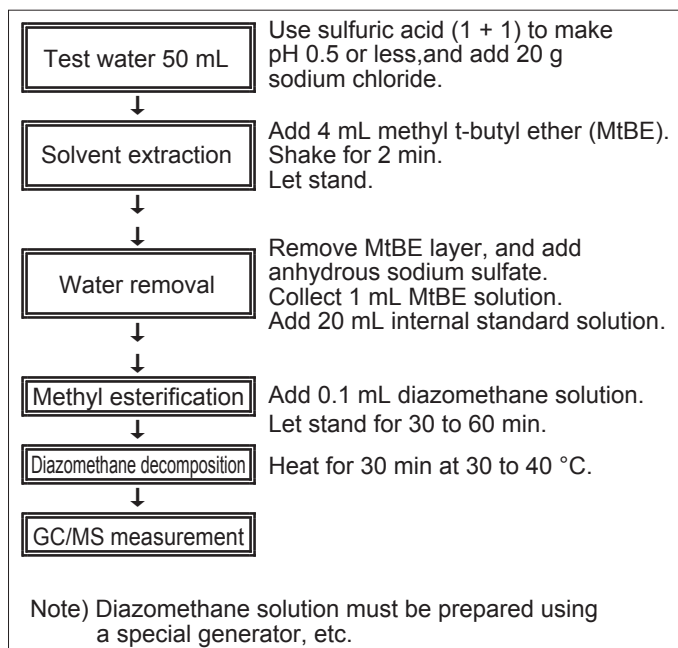 Test water 50 mL
Use sulfuric acid (1 + 1) to make
pH 0.5 or less,and add 20 g
sodium chloride.
Solvent extraction
Add 4 mL methyl t-butyl ether (MtBE).
Shake for 2 min.
Let stand.
Water removal
Remove MtBE layer, and add
anhydrous sodium sulfate.
Collect 1 mL MtBE solution.
Add 20 mL internal standard solution.
Methyl esterification
Add 0.1 mL diazomethane solution.
Let stand for 30 to 60 min.
Diazomethane decomposition
Heat for 30 min at 30 to 40 °C.
GC/MS measurement
Note) Diazomethane solution must be prepared using
a special generator, etc.